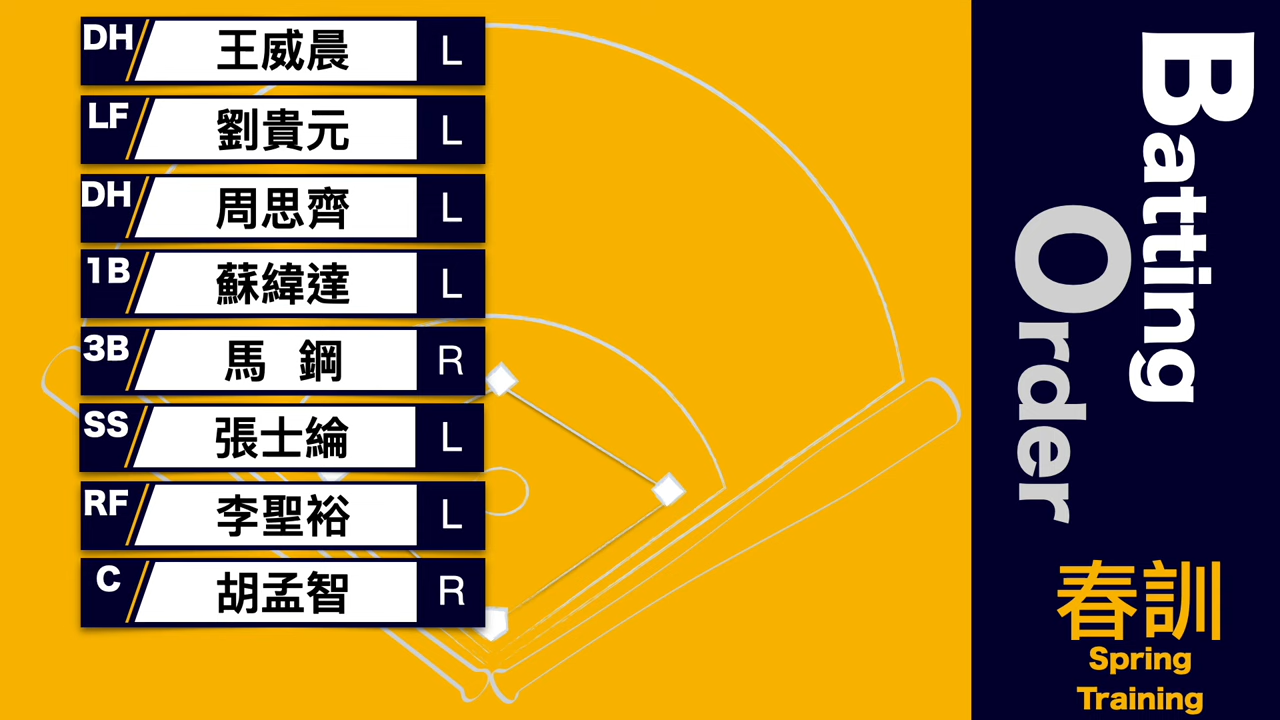 DH 王威晨 L
LF 劉貴元 L
DH 周思齊 L
1B 蘇緯達 L
3B 馬 鋼 R
SS 張士綸 L
RF 李聖裕 L
C 胡孟智 R
Batting
Order
春訓
Spring
Training